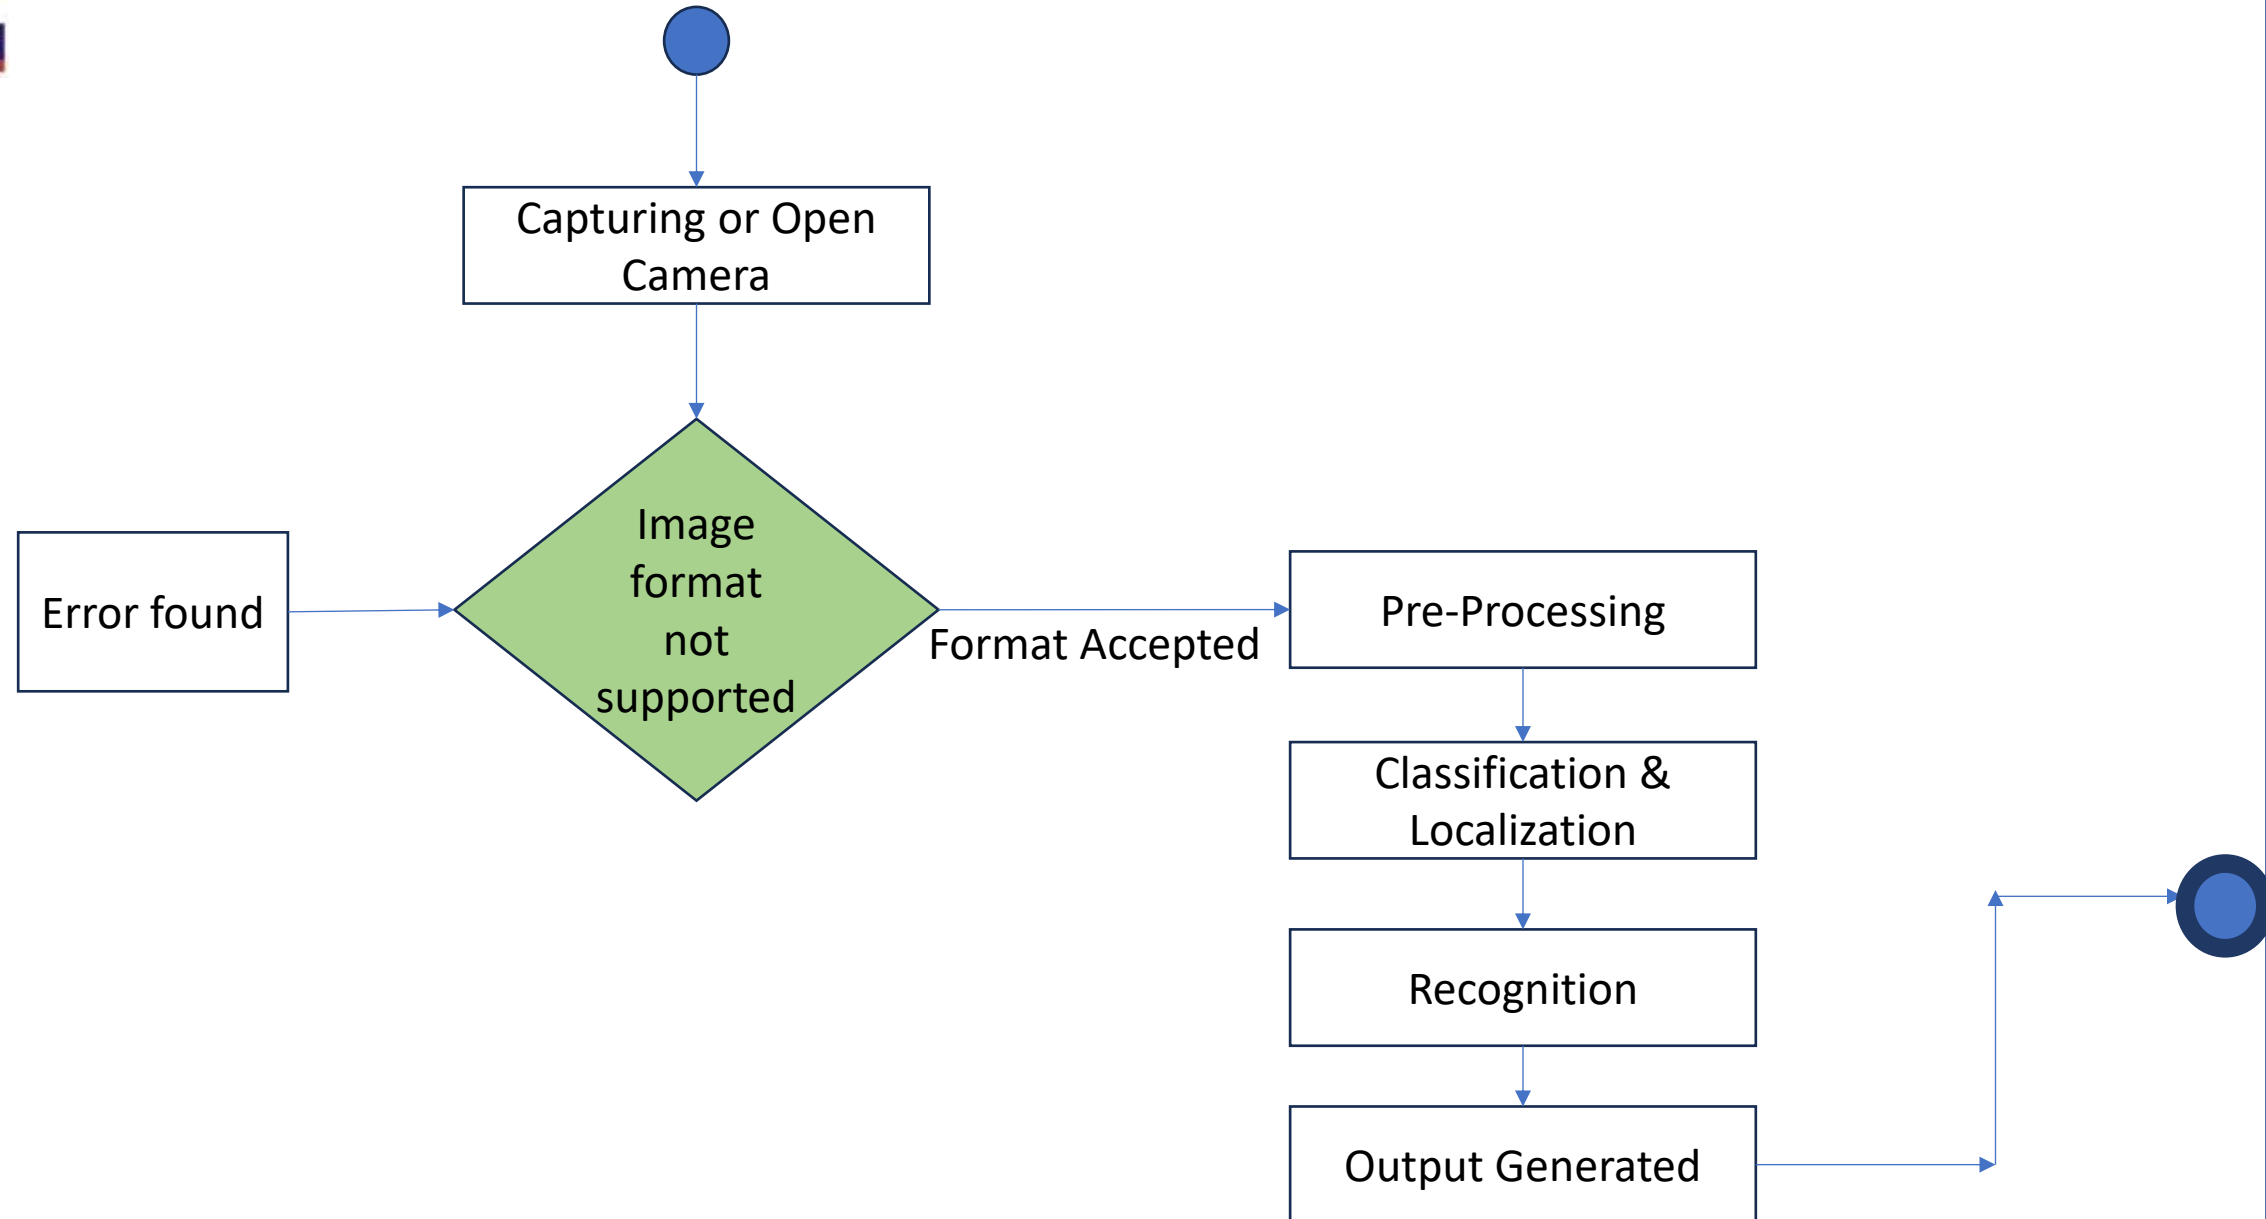 Capturing or Open
Camera
Image
format
not
supported
Error found
Format Accepted
Pre-Processing
Classification &
Localization
Recognition
Output Generated